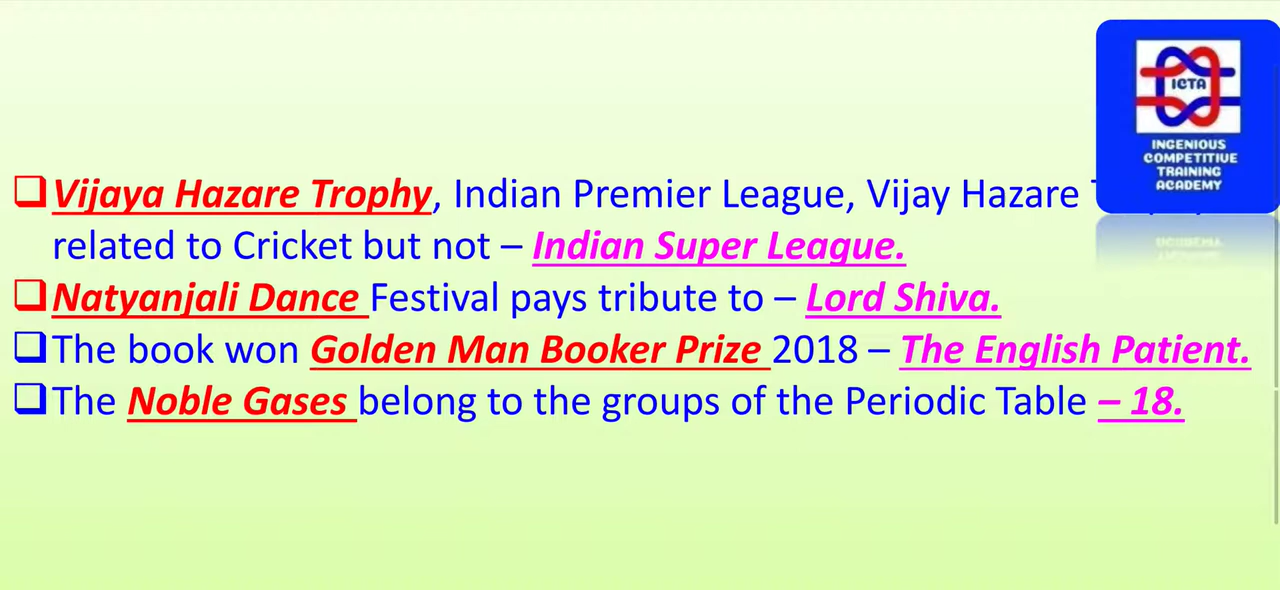 ICTA
INGENIOUS
COMPETITIVE
TRAINING
ACADEMY
Vijaya Hazare Trophy, Indian Premier League, Vijay Hazare
related to Cricket but not – Indian Super League.
Natyanjali Dance Festival pays tribute to – Lord Shiva.
The book won Golden Man Booker Prize 2018 – The English Patient.
The Noble Gases belong to the groups of the Periodic Table – 18.